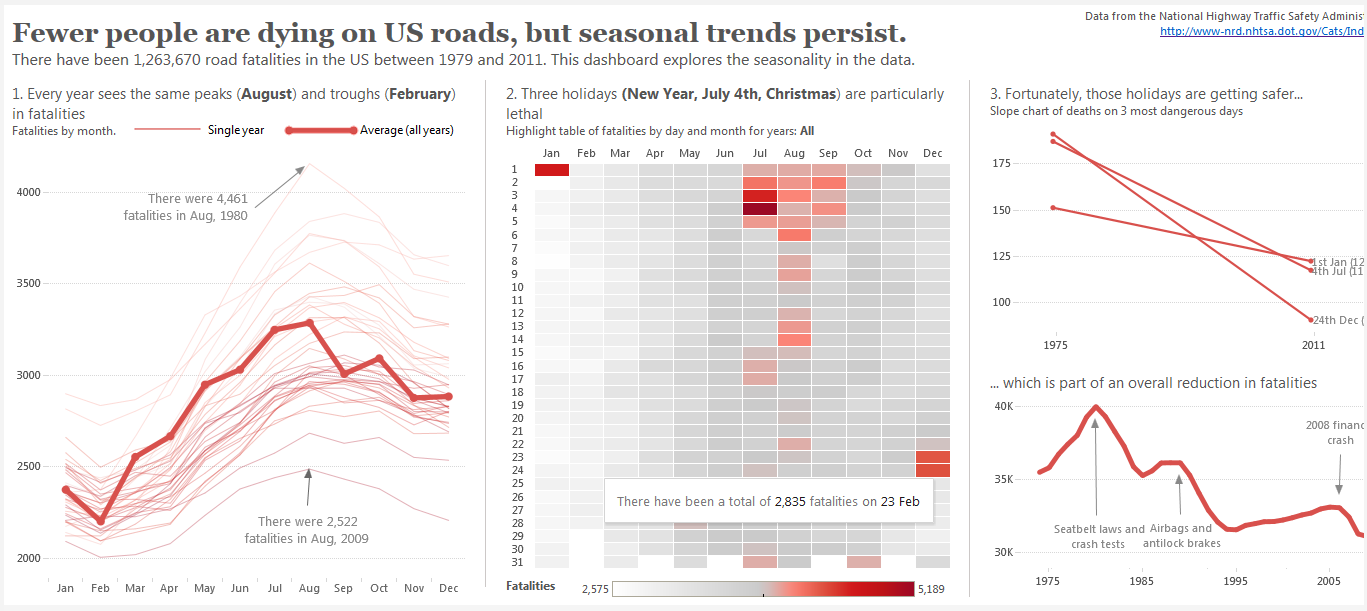 Fewer people are dying on US roads, but seasonal trends persist.
There have been 1,263,670 road fatalities in the US between 1979 and 2011. This dashboard explores the seasonality in the data.
Data from the National Highway Traffic Safety Adminis
http://www-nrd.nhtsa.dot.gov/Cats/Ind
1. Every year sees the same peaks (August) and troughs (February)
in fatalities
Fatalities by month.
Single year
Average (all years)
4000
3500
3000
2500
2000
There were 4,461
fatalities in Aug, 1980
There were 2,522
fatalities in Aug, 2009
Jan Feb Mar Apr May Jun Jul Aug Sep Oct Nov Dec
2. Three holidays (New Year, July 4th, Christmas) are particularly
lethal
Highlight table of fatalities by day and month for years: All
Jan Feb Mar Apr May Jun Jul Aug Sep Oct Nov Dec
1
2
3
4
5
6
7
8
9
10
11
12
13
14
15
16
17
18
19
20
21
22
23
24
25
26
27
28
29
30
31
There have been a total of 2,835 fatalities on 23 Feb
Fatalities
2,575
5,189
3. Fortunately, those holidays are getting safer...
Slope chart of deaths on 3 most dangerous days
175
150
125
100
1st Jan (12
4th Jul (11
24th Dec (
1975 2011
... which is part of an overall reduction in fatalities
40K
35K
30K
2008 financ
crash
Seatbelt laws and
crash tests
Airbags and
antilock brakes
1975 1985 1995 2005